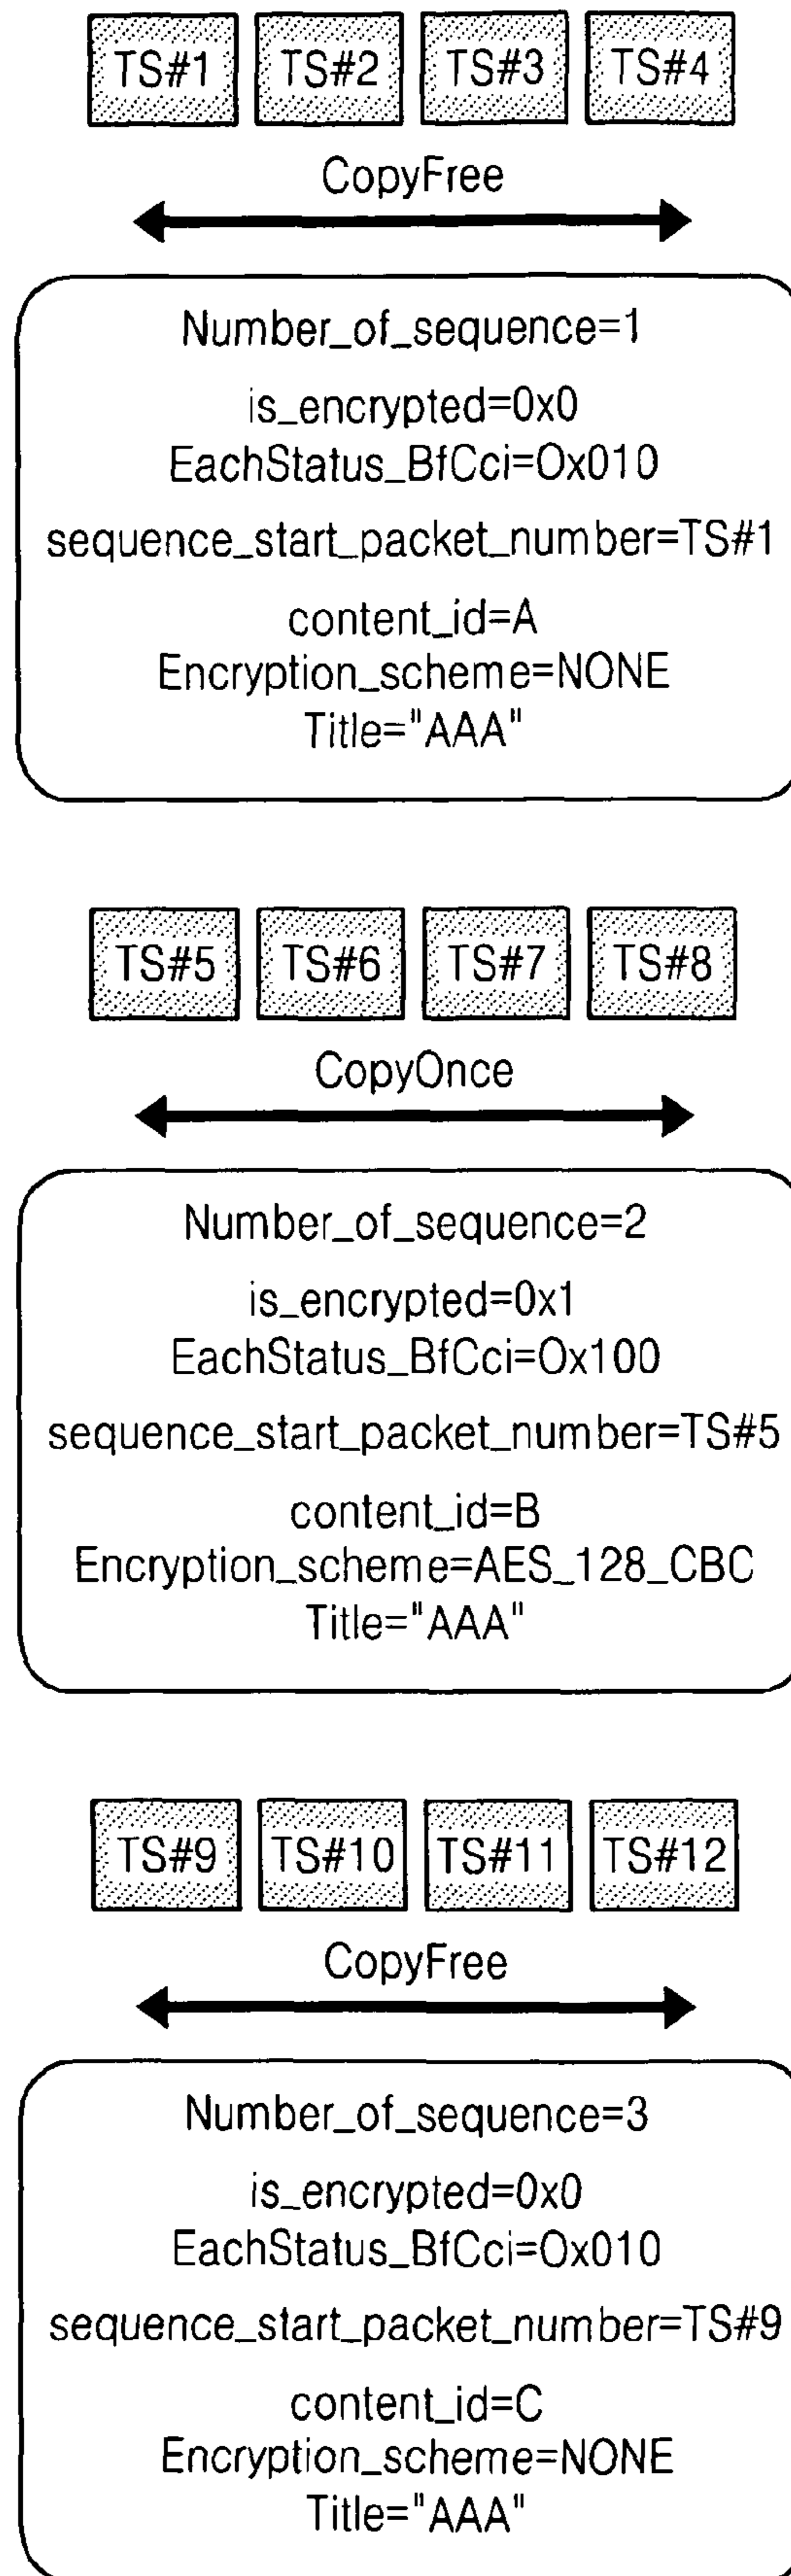 TS#1 TS#2 TS#3 TS#4
CopyFree
Number_of_sequence=1
is_encrypted=0x0
EachStatus_BfCci=0x010
sequence_start_packet_number=TS#1
content_id=A
Encryption_scheme=NONE
Title="AAA"
TS#5 TS#6 TS#7 TS#8
CopyOnce
Number_of_sequence=2
is_encrypted=0x1
EachStatus_BfCci=0x100
sequence_start_packet_number=TS#5
content_id=B
Encryption_scheme=AES_128_CBC
Title="AAA"
TS#9 TS#10 TS#11 TS#12
CopyFree
Number_of_sequence=3
is_encrypted=0x0
EachStatus_BfCci=0x010
sequence_start_packet_number=TS#9
content_id=C
Encryption_scheme=NONE
Title="AAA"